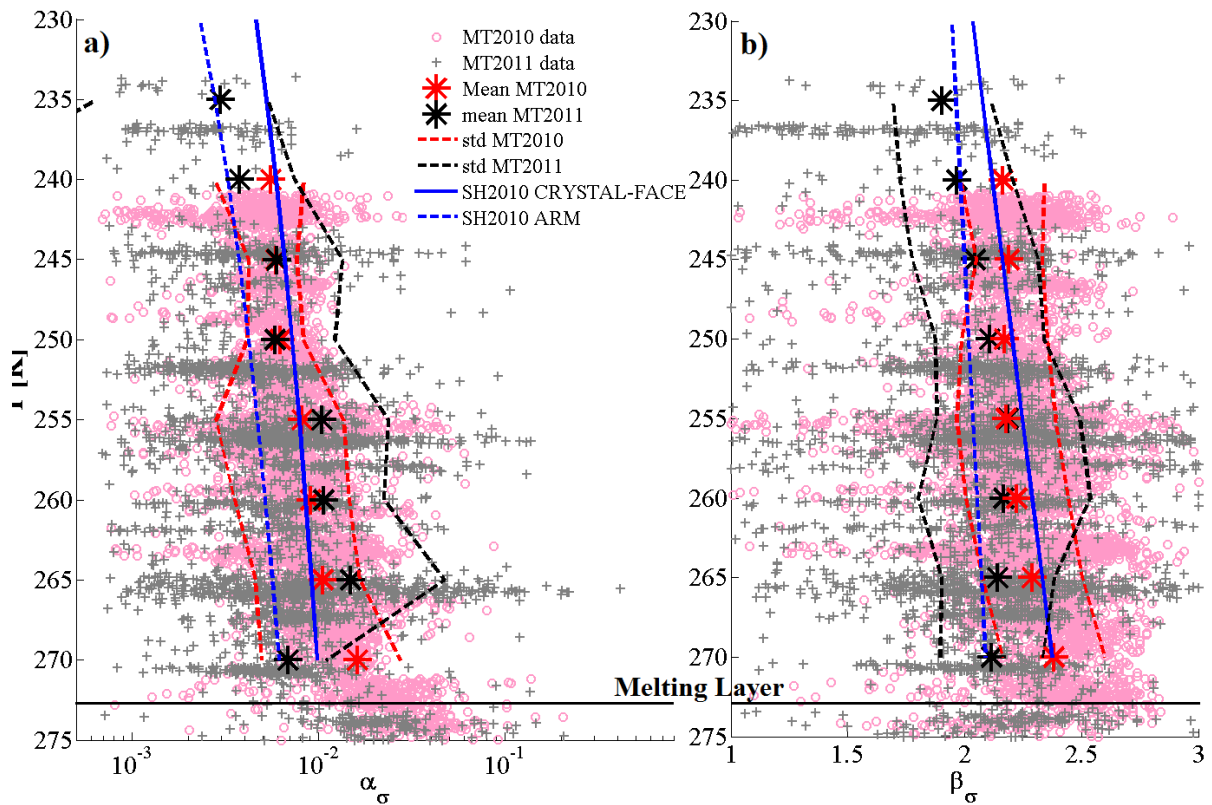 a)
MT2010 data
MT2011 data
Mean MT2010
mean MT2011
std MT2010
std MT2011
SH2010 CRYSTAL-FACE
SH2010 ARM
b)
230
235
240
245
250
255
260
265
270
275
230
235
240
245
250
255
260
265
270
275
Melting Layer
10⁻³
10⁻²
10⁻¹
1
1.5
2
2.5
3
α_σ
β_σ